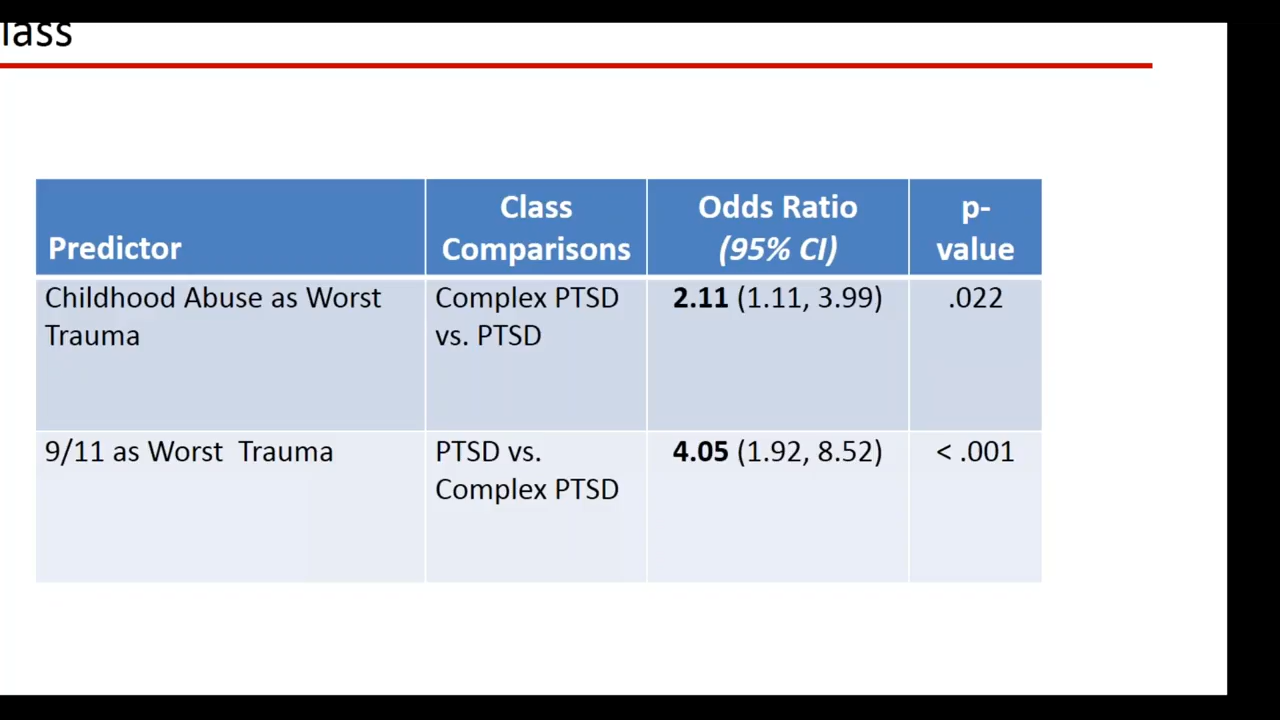 lass
Predictor
Class
Comparisons
Odds Ratio
(95% CI)
p-
value
Childhood Abuse as Worst
Trauma
Complex PTSD
vs. PTSD
2.11 (1.11, 3.99)
.022
9/11 as Worst  Trauma
PTSD vs.
Complex PTSD
4.05 (1.92, 8.52)
< .001